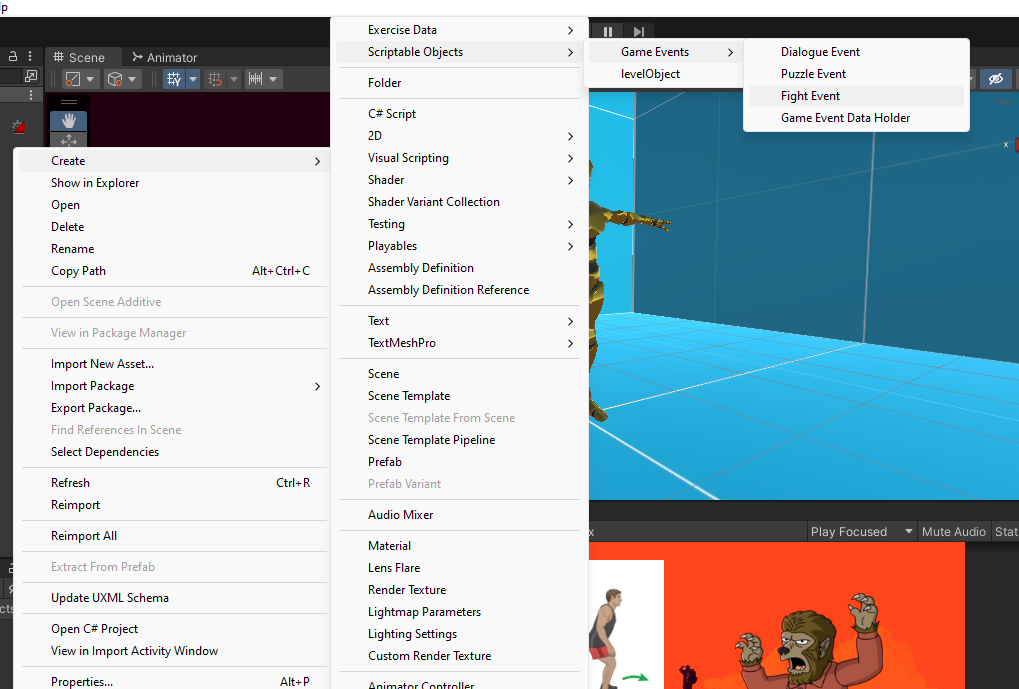 lp
Scene
Animator
Create
Show in Explorer
Open
Delete
Rename
Copy Path Alt+Ctrl+C
Open Scene Additive
View in Package Manager
Import New Asset...
Import Package
Export Package...
Find References In Scene
Select Dependencies
Refresh Ctrl+R
Reimport
Reimport All
Extract From Prefab
Update UXML Schema
Open C# Project
View in Import Activity Window
Properties... Alt+P
Exercise Data
Scriptable Objects
Folder
C# Script
2D
Visual Scripting
Shader
Shader Variant Collection
Testing
Playables
Assembly Definition
Assembly Definition Reference
Text
TextMeshPro
Scene
Scene Template
Scene Template From Scene
Scene Template Pipeline
Prefab
Prefab Variant
Audio Mixer
Material
Lens Flare
Render Texture
Lightmap Parameters
Lighting Settings
Custom Render Texture
Animator Controller
Game Events
levelObject
Dialogue Event
Puzzle Event
Fight Event
Game Event Data Holder
x
x
Play Focused
Mute Audio
Stat
cts